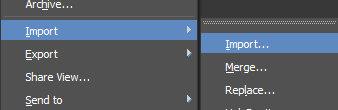 Archive...
Import
Export
Share View...
Send to
Import...
Merge...
Replace...